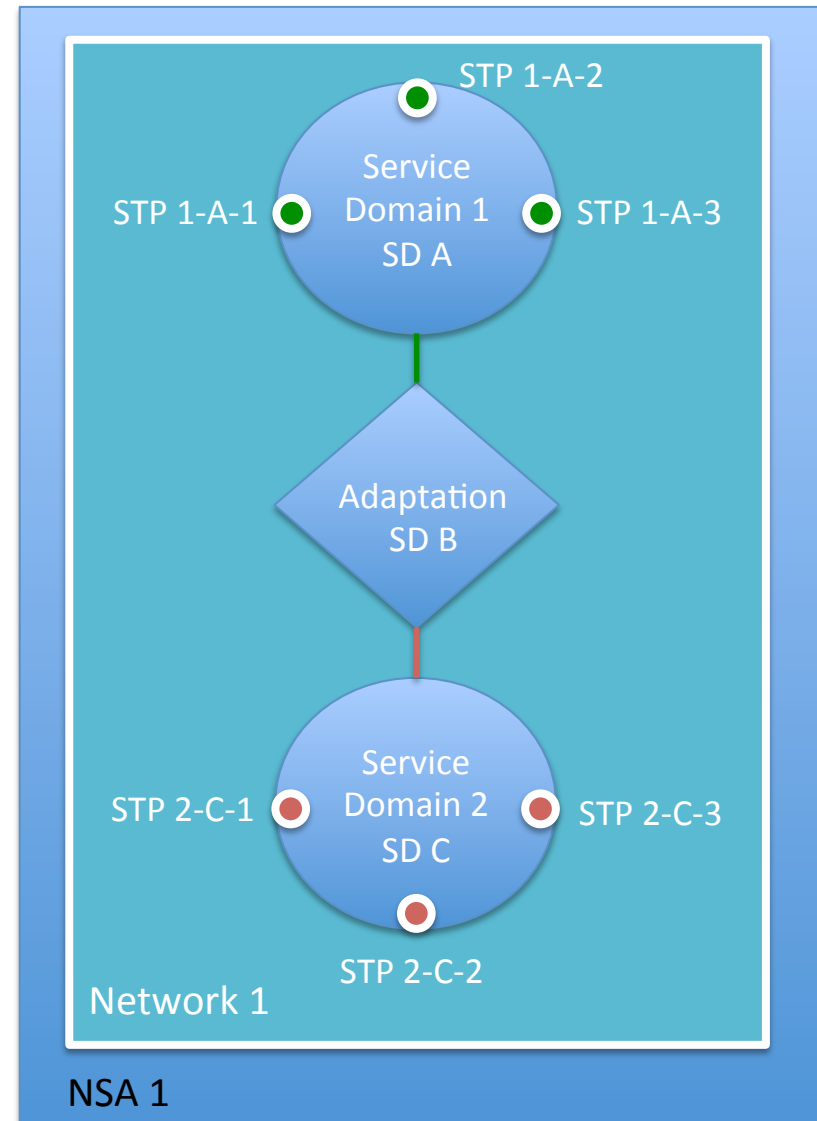 STP 1-A-2
Service
Domain 1
SD A
STP 1-A-1
STP 1-A-3
Adaptation
SD B
Service
Domain 2
SD C
STP 2-C-1
STP 2-C-3
STP 2-C-2
Network 1
NSA 1